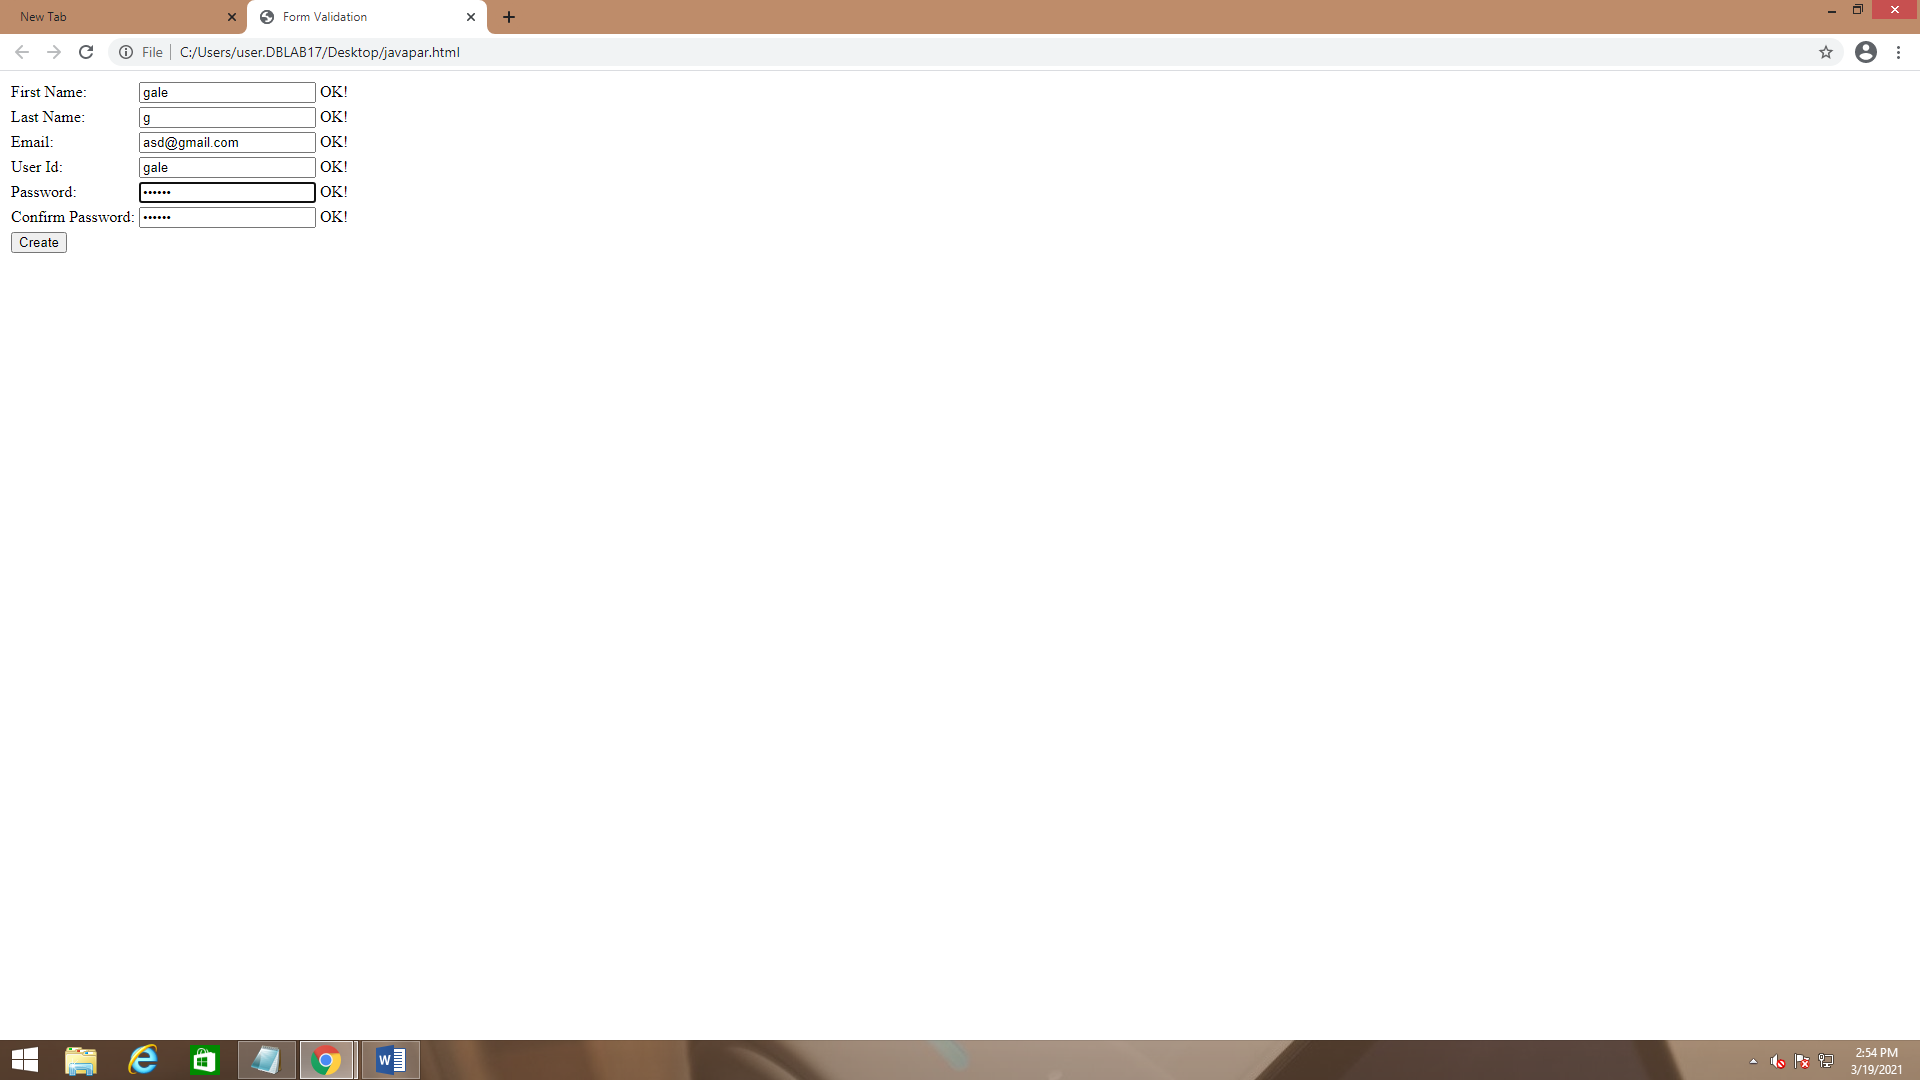 New Tab
Form Validation
File
C:/Users/user.DBLAB17/Desktop/javapar.html
First Name: gale OK!
Last Name: g OK!
Email: asd@gmail.com OK!
User Id: gale OK!
Password: •••••• OK!
Confirm Password: •••••• OK!
Create
W
2:54 PM
3/19/2021